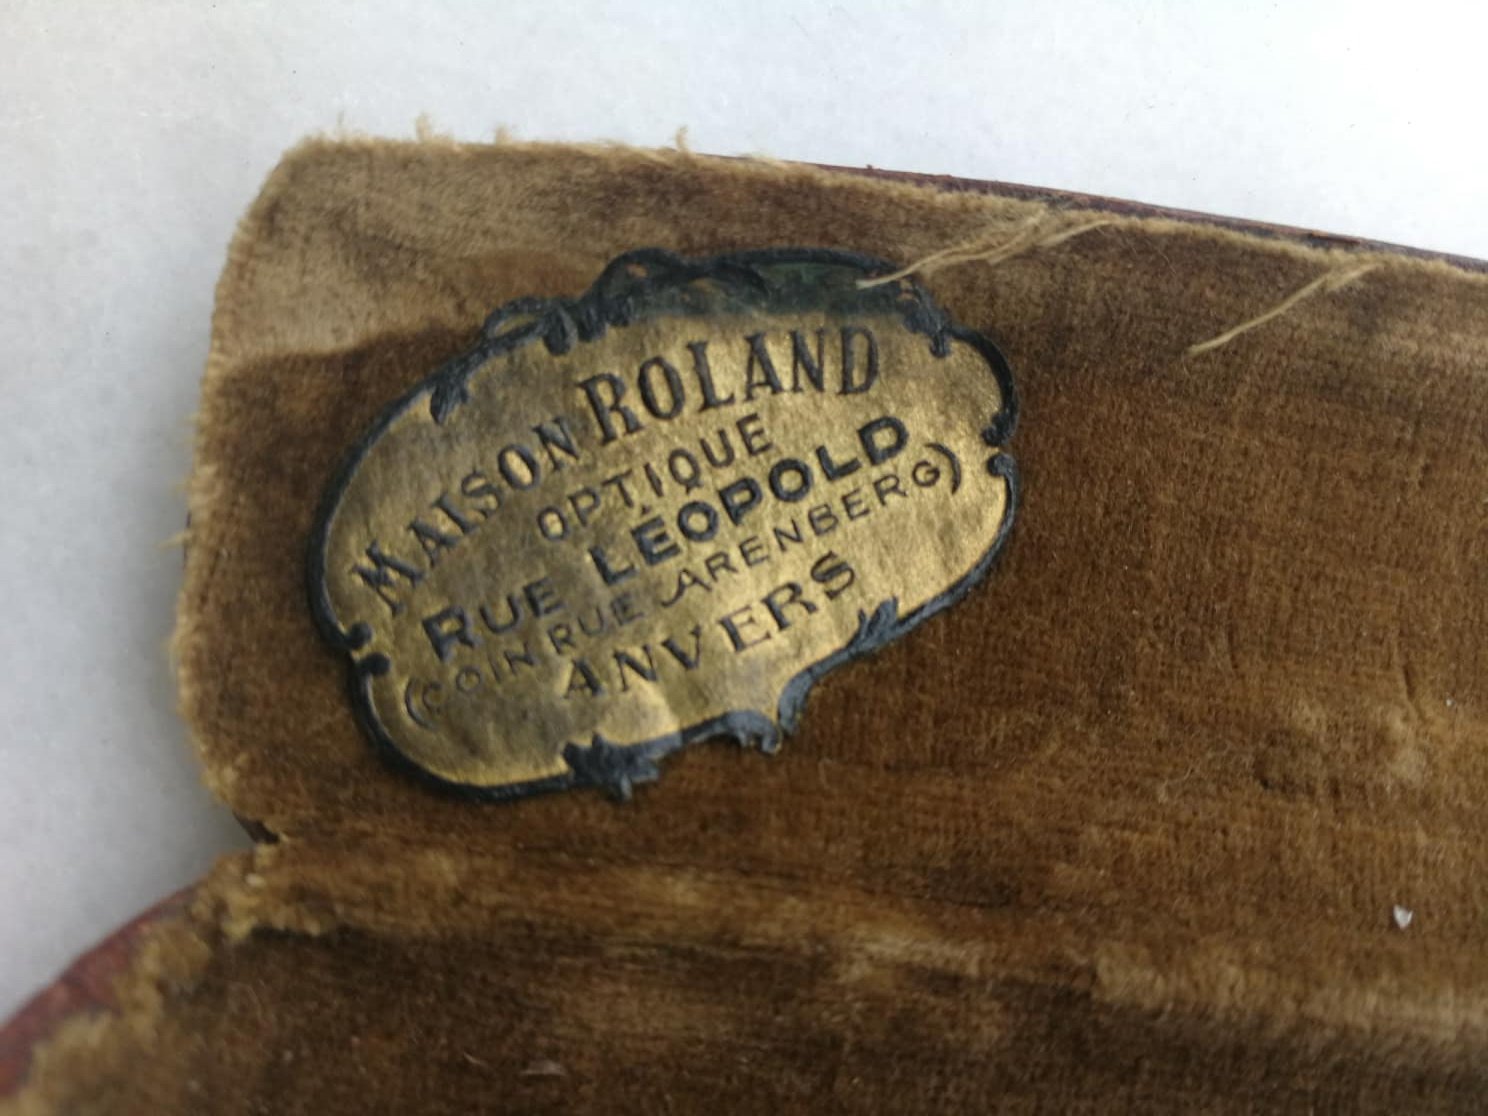 MAISON ROLAND
OPTIQUE
RUE LÉOPOLD
(COIN RUE ARENBERG)
ANVERS